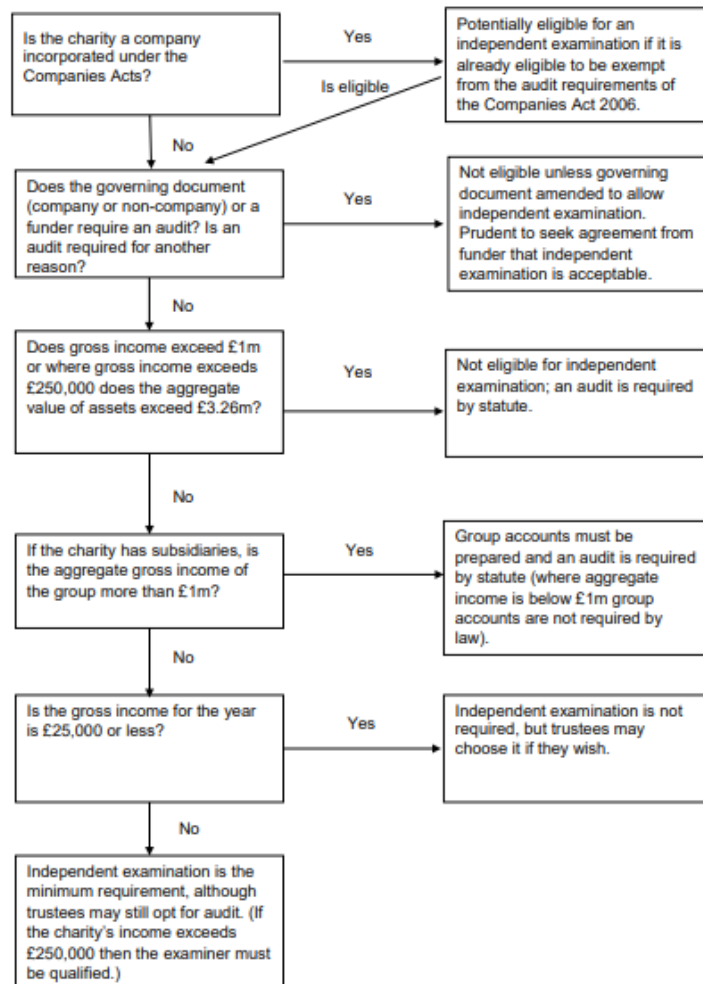 Is the charity a company
incorporated under the
Companies Acts?
Yes
Potentially eligible for an
independent examination if it is
already eligible to be exempt
from the audit requirements of
the Companies Act 2006.
Is eligible
No
Does the governing document
(company or non-company) or a
funder require an audit? Is an
audit required for another
reason?
Yes
Not eligible unless governing
document amended to allow
independent examination.
Prudent to seek agreement from
funder that independent
examination is acceptable.
No
Does gross income exceed £1m
or where gross income exceeds
£250,000 does the aggregate
value of assets exceed £3.26m?
Yes
Not eligible for independent
examination; an audit is required
by statute.
No
If the charity has subsidiaries, is
the aggregate gross income of
the group more than £1m?
Yes
Group accounts must be
prepared and an audit is required
by statute (where aggregate
income is below £1m group
accounts are not required by
law).
No
Is the gross income for the year
is £25,000 or less?
Yes
Independent examination is not
required, but trustees may
choose it if they wish.
No
Independent examination is the
minimum requirement, although
trustees may still opt for audit. (If
the charity's income exceeds
£250,000 then the examiner must
be qualified.)